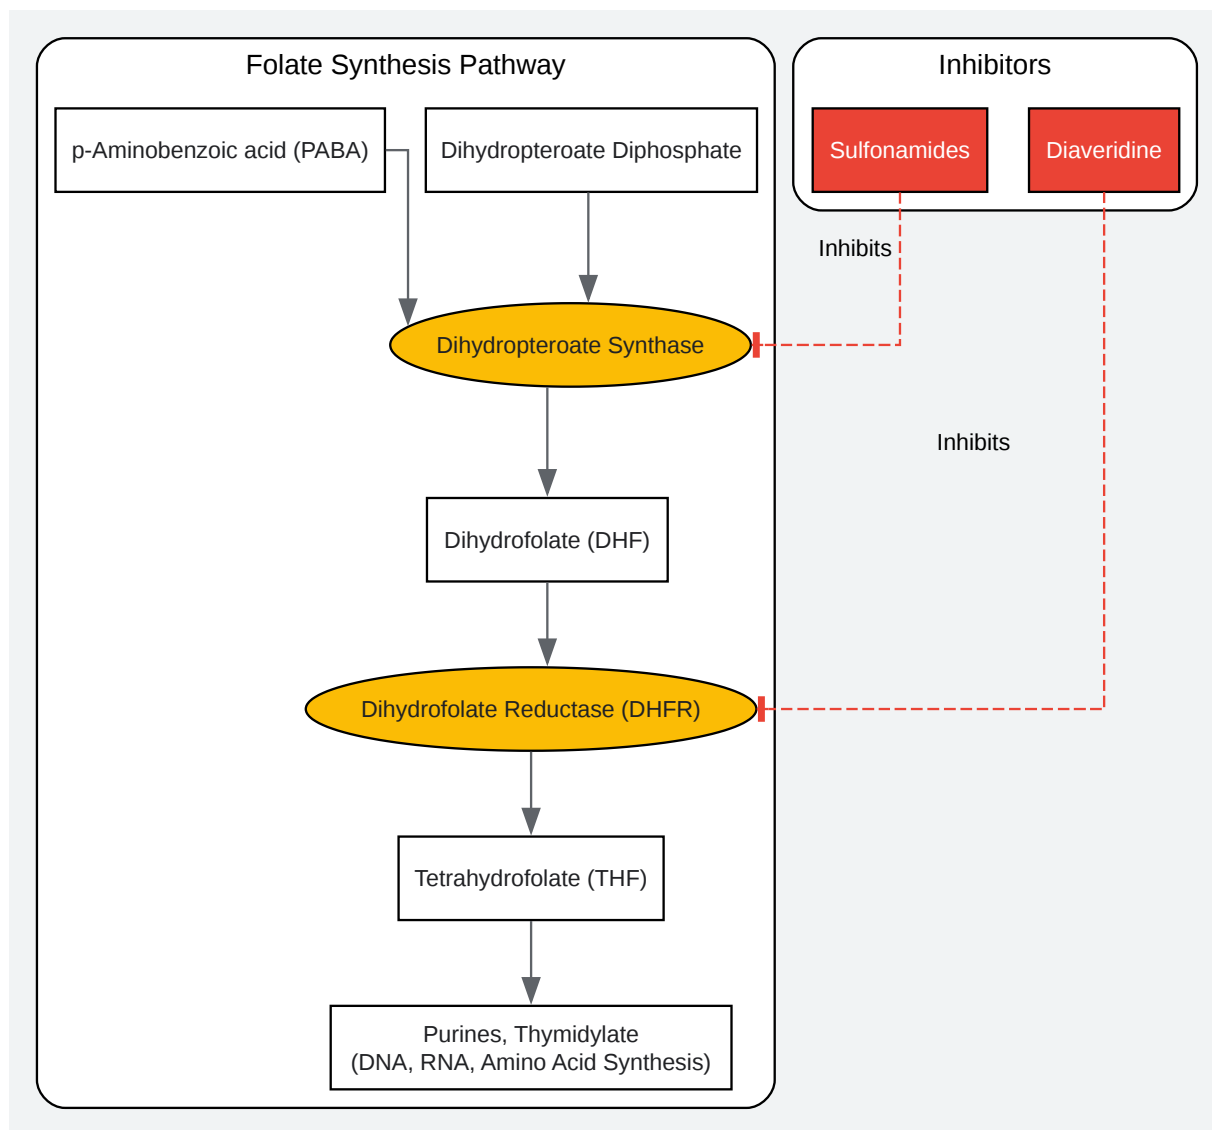 Folate Synthesis Pathway
Inhibitors
p-Aminobenzoic acid (PABA)
Dihydropteroate Diphosphate
Sulfonamides
Diaveridine
Inhibits
Dihydropteroate Synthase
Inhibits
Dihydrofolate (DHF)
Dihydrofolate Reductase (DHFR)
Tetrahydrofolate (THF)
Purines, Thymidylate
(DNA, RNA, Amino Acid Synthesis)